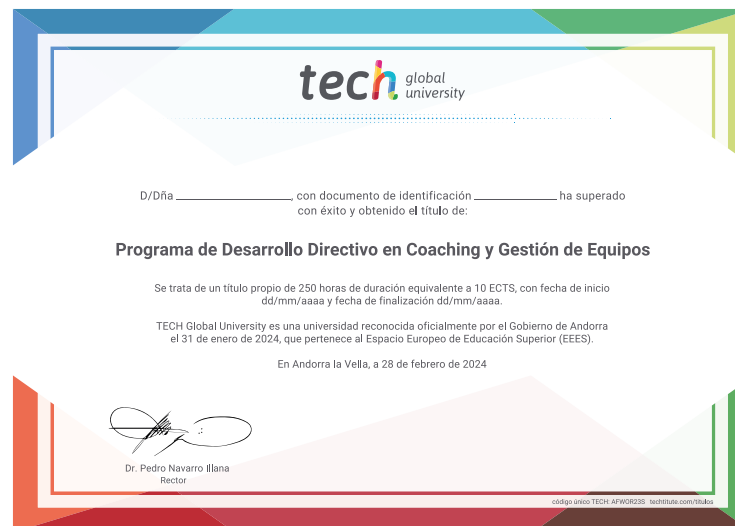 tech global university
D/Dña ____________, con documento de identificación ____________ ha superado
con éxito y obtenido el título de:
Programa de Desarrollo Directivo en Coaching y Gestión de Equipos
Se trata de un título propio de 250 horas de duración equivalente a 10 ECTS, con fecha de inicio
dd/mm/aaaa y fecha de finalización dd/mm/aaaa.
TECH Global University es una universidad reconocida oficialmente por el Gobierno de Andorra
el 31 de enero de 2024, que pertenece al Espacio Europeo de Educación Superior (EEES).
En Andorra la Vella, a 28 de febrero de 2024
Dr. Pedro Navarro Illana
Rector
código único TECH: AFWOR23S techtitute.com/titulos